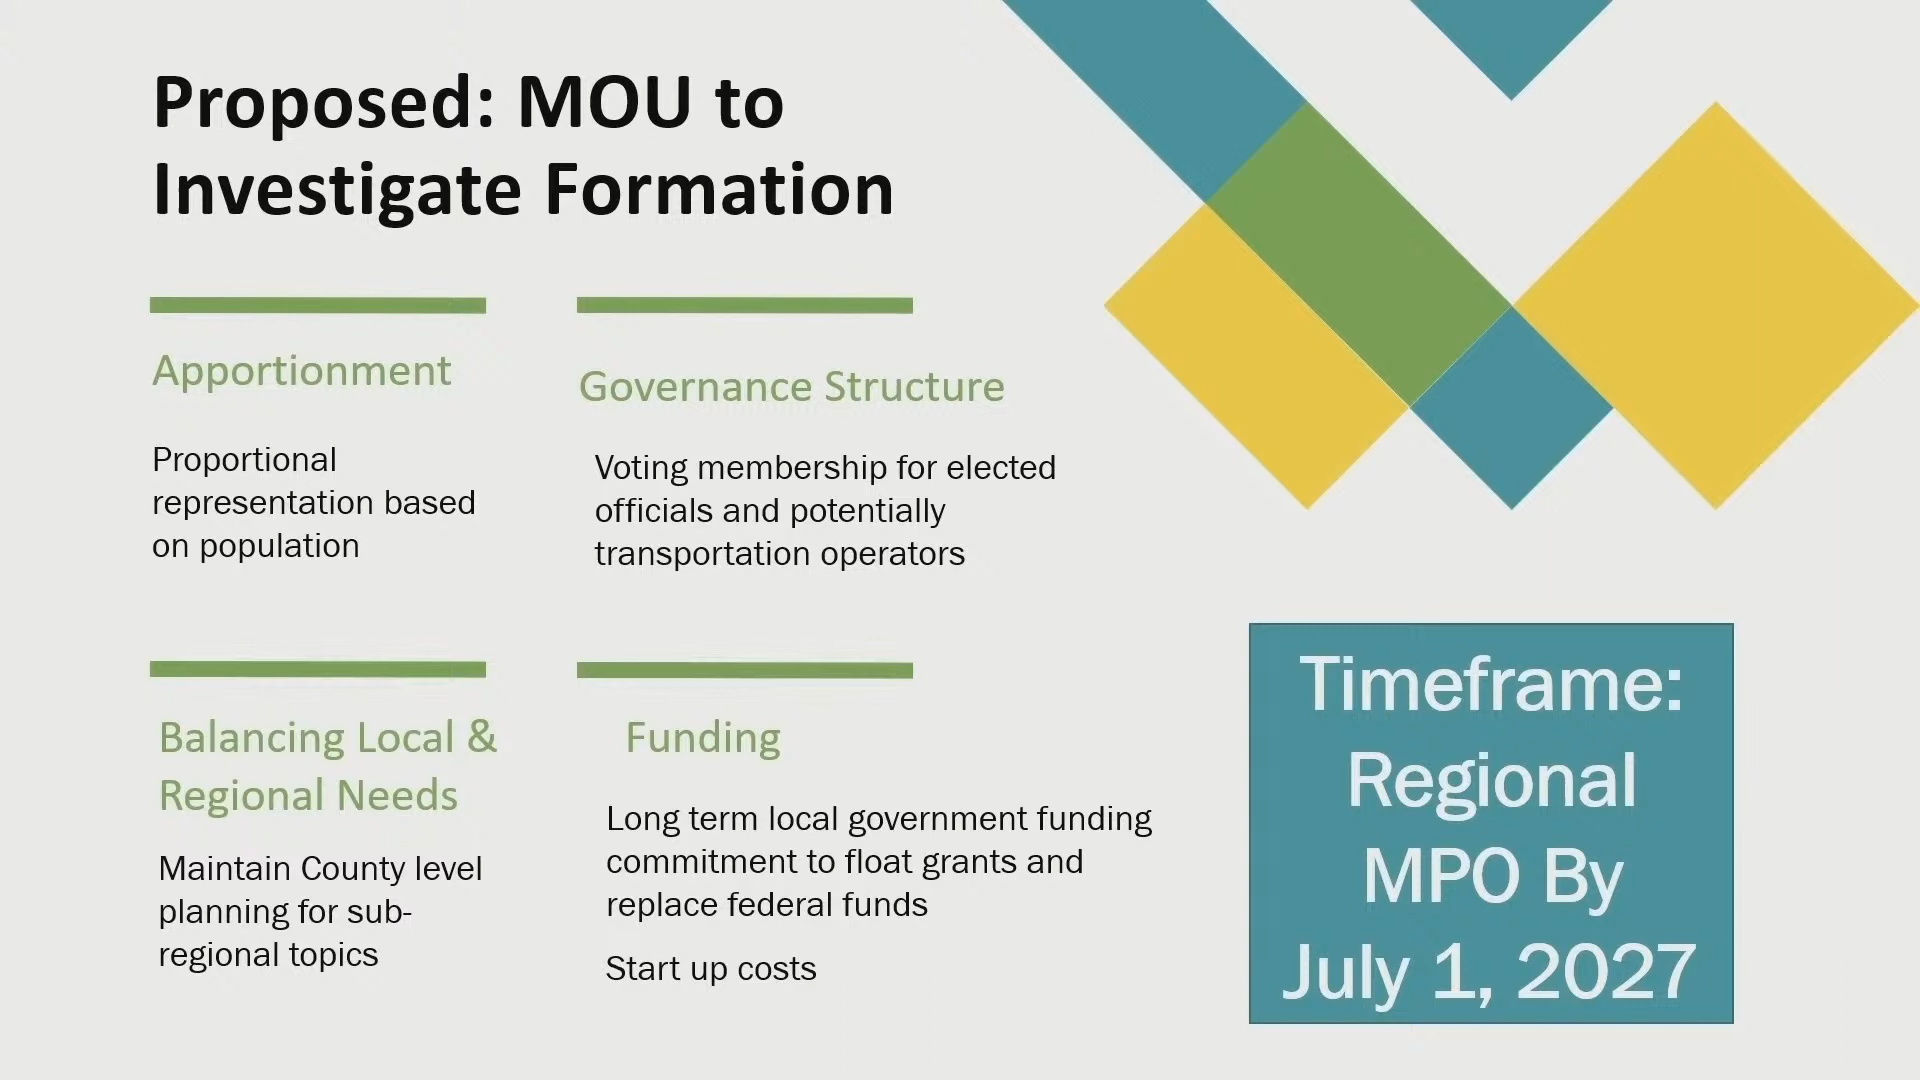 Proposed: MOU to
Investigate Formation
Apportionment
Proportional
representation based
on population
Governance Structure
Voting membership for elected
officials and potentially
transportation operators
Balancing Local &
Regional Needs
Maintain County level
planning for sub-
regional topics
Funding
Long term local government funding
commitment to float grants and
replace federal funds
Start up costs
Timeframe:
Regional
MPO By
July 1, 2027